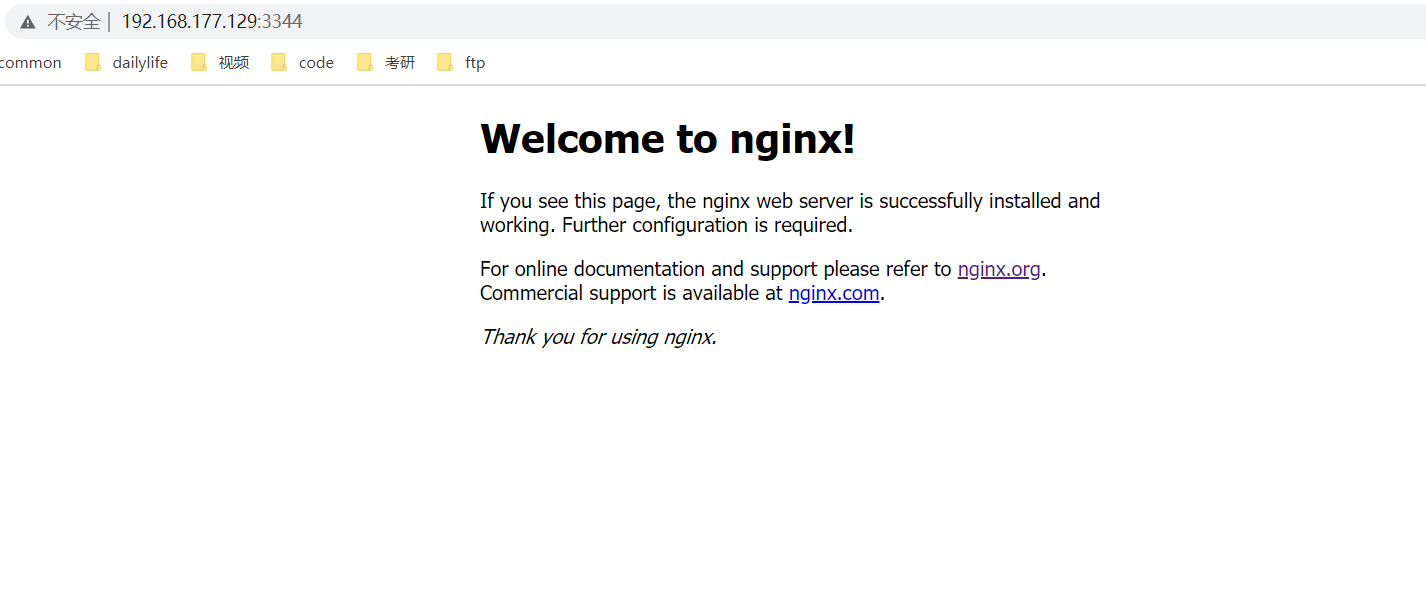 不安全 | 192.168.177.129:3344
common dailylife 视频 code 考研 ftp
Welcome to nginx!
If you see this page, the nginx web server is successfully installed and
working. Further configuration is required.
For online documentation and support please refer to nginx.org.
Commercial support is available at nginx.com.
Thank you for using nginx.